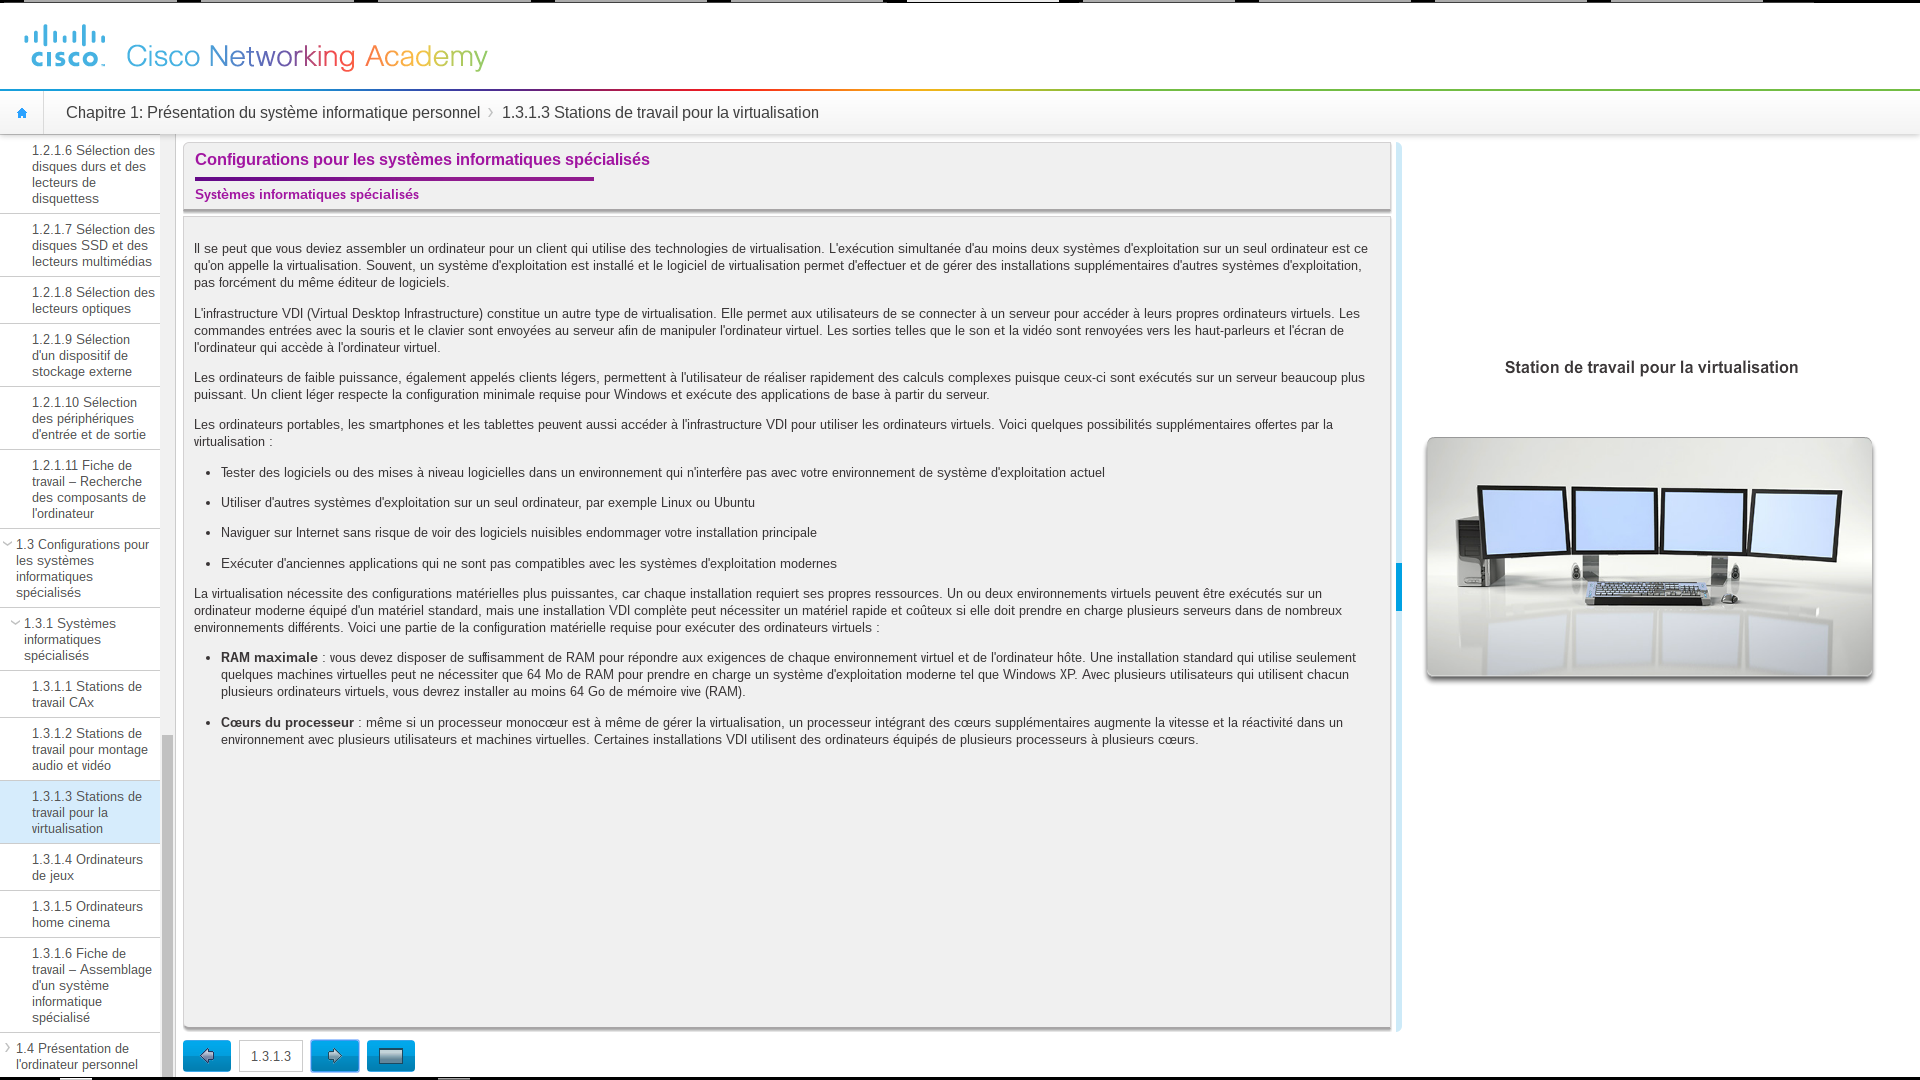 cisco
Cisco Networking Academy
Chapitre 1: Présentation du système informatique personnel
1.3.1.3 Stations de travail pour la virtualisation
1.2.1.6 Sélection des
disques durs et des
lecteurs de
disquettess
1.2.1.7 Sélection des
disques SSD et des
lecteurs multimédias
1.2.1.8 Sélection des
lecteurs optiques
1.2.1.9 Sélection
d'un dispositif de
stockage externe
1.2.1.10 Sélection
des périphériques
d'entrée et de sortie
1.2.1.11 Fiche de
travail – Recherche
des composants de
l'ordinateur
1.3 Configurations pour
les systèmes
informatiques
spécialisés
1.3.1 Systèmes
informatiques
spécialisés
1.3.1.1 Stations de
travail CAx
1.3.1.2 Stations de
travail pour montage
audio et vidéo
1.3.1.3 Stations de
travail pour la
virtualisation
1.3.1.4 Ordinateurs
de jeux
1.3.1.5 Ordinateurs
home cinema
1.3.1.6 Fiche de
travail – Assemblage
d'un système
informatique
spécialisé
1.4 Présentation de
l'ordinateur personnel
Configurations pour les systèmes informatiques spécialisés
Systèmes informatiques spécialisés
Il se peut que vous deviez assembler un ordinateur pour un client qui utilise des technologies de virtualisation. L'exécution simultanée d'au moins deux systèmes d'exploitation sur un seul ordinateur est ce
qu'on appelle la virtualisation. Souvent, un système d'exploitation est installé et le logiciel de virtualisation permet d'effectuer et de gérer des installations supplémentaires d'autres systèmes d'exploitation,
pas forcément du même éditeur de logiciels.
L'infrastructure VDI (Virtual Desktop Infrastructure) constitue un autre type de virtualisation. Elle permet aux utilisateurs de se connecter à un serveur pour accéder à leurs propres ordinateurs virtuels. Les
commandes entrées avec la souris et le clavier sont envoyées au serveur afin de manipuler l'ordinateur virtuel. Les sorties telles que le son et la vidéo sont renvoyées vers les haut-parleurs et l'écran de
l'ordinateur qui accède à l'ordinateur virtuel.
Les ordinateurs de faible puissance, également appelés clients légers, permettent à l'utilisateur de réaliser rapidement des calculs complexes puisque ceux-ci sont exécutés sur un serveur beaucoup plus
puissant. Un client léger respecte la configuration minimale requise pour Windows et exécute des applications de base à partir du serveur.
Les ordinateurs portables, les smartphones et les tablettes peuvent aussi accéder à l'infrastructure VDI pour utiliser les ordinateurs virtuels. Voici quelques possibilités supplémentaires offertes par la
virtualisation :
• Tester des logiciels ou des mises à niveau logicielles dans un environnement qui n'interfère pas avec votre environnement de système d'exploitation actuel
• Utiliser d'autres systèmes d'exploitation sur un seul ordinateur, par exemple Linux ou Ubuntu
• Naviguer sur Internet sans risque de voir des logiciels nuisibles endommager votre installation principale
• Exécuter d'anciennes applications qui ne sont pas compatibles avec les systèmes d'exploitation modernes
La virtualisation nécessite des configurations matérielles plus puissantes, car chaque installation requiert ses propres ressources. Un ou deux environnements virtuels peuvent être exécutés sur un
ordinateur moderne équipé d'un matériel standard, mais une installation VDI complète peut nécessiter un matériel rapide et coûteux si elle doit prendre en charge plusieurs serveurs dans de nombreux
environnements différents. Voici une partie de la configuration matérielle requise pour exécuter des ordinateurs virtuels :
• RAM maximale : vous devez disposer de suffisamment de RAM pour répondre aux exigences de chaque environnement virtuel et de l'ordinateur hôte. Une installation standard qui utilise seulement
quelques machines virtuelles peut ne nécessiter que 64 Mo de RAM pour prendre en charge un système d'exploitation moderne tel que Windows XP. Avec plusieurs utilisateurs qui utilisent chacun
plusieurs ordinateurs virtuels, vous devrez installer au moins 64 Go de mémoire vive (RAM).
• Cœurs du processeur : même si un processeur monocœur est à même de gérer la virtualisation, un processeur intégrant des cœurs supplémentaires augmente la vitesse et la réactivité dans un
environnement avec plusieurs utilisateurs et machines virtuelles. Certaines installations VDI utilisent des ordinateurs équipés de plusieurs processeurs à plusieurs cœurs.
Station de travail pour la virtualisation
1.3.1.3